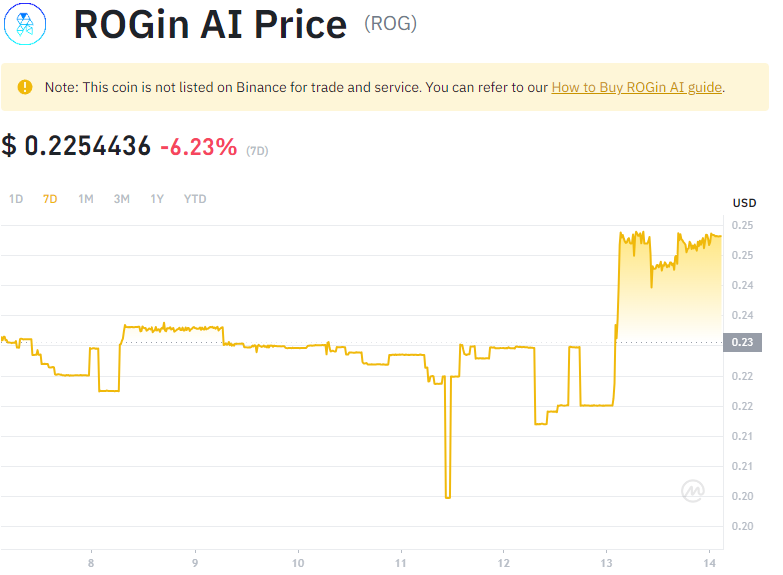 ROGin AI Price (ROG)
Note: This coin is not listed on Binance for trade and service. You can refer to our How to Buy ROGin AI guide.
$ 0.2254436 -6.23% (7D)
1D 7D 1M 3M 1Y YTD
USD
0.25
0.25
0.24
0.24
0.23
0.22
0.22
0.21
0.21
0.20
0.20
8 9 10 11 12 13 14